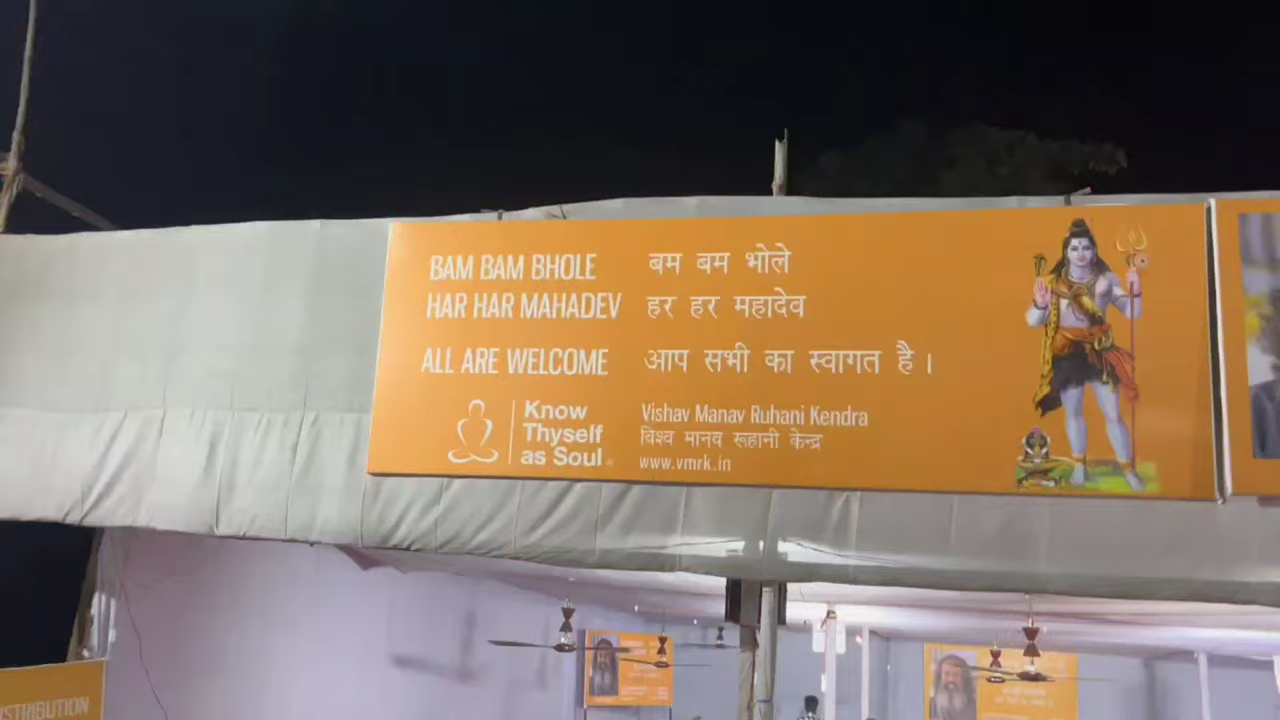 BAM BAM BHOLE
HAR HAR MAHADEV
ALL ARE WELCOME
बम बम भोले
हर हर महादेव
आप सभी का स्वागत है।
Know
Thyself
as Soul
Vishav Manav Ruhani Kendra
विश्व मानव रूहानी केन्द्र
www.vmrk.in